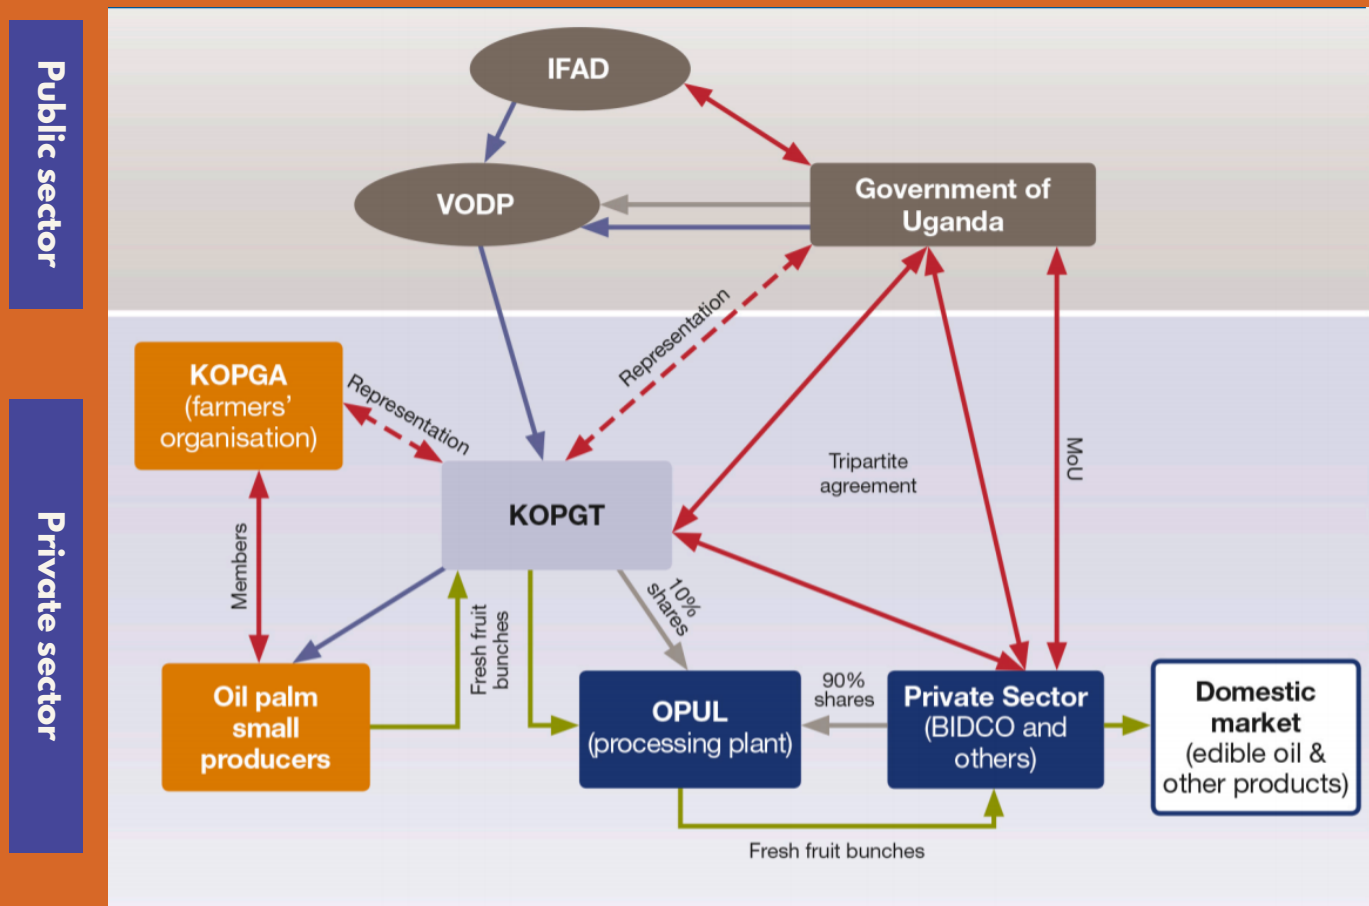 Public sector
Private sector
IFAD
VODP
Government of
Uganda
Representation
KOPGA
(farmers’
organisation)
Representation
KOPGT
Tripartite
agreement
MoU
Members
Fresh fruit
bunches
10%
shares
Oil palm
small
producers
OPUL
(processing plant)
90%
shares
Private Sector
(BIDCO and
others)
Domestic
market
(edible oil &
other products)
Fresh fruit bunches